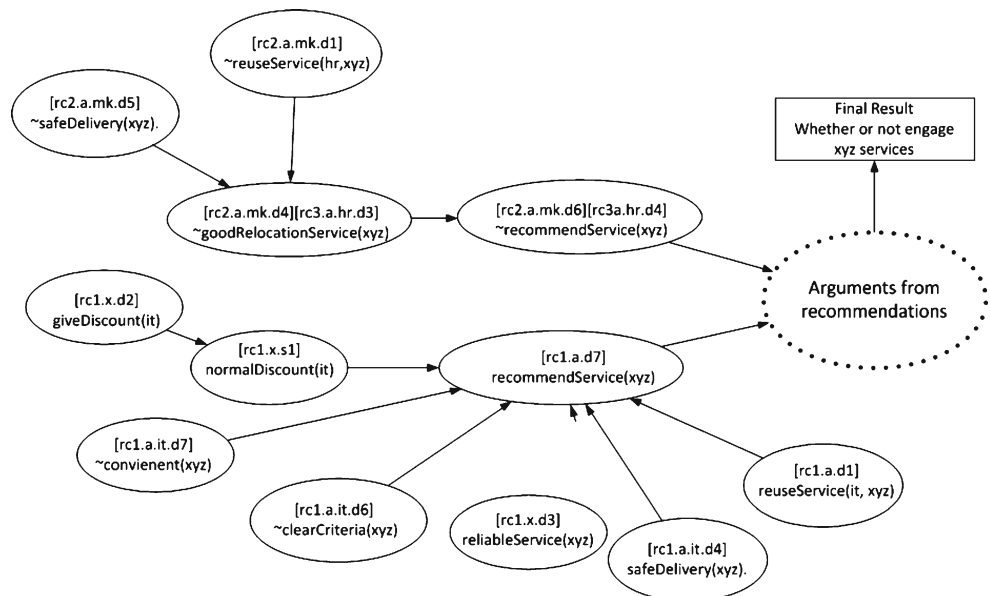 [rc2.a.mk.d1]
~reuseService(hr,xyz)
[rc2.a.mk.d5]
~safeDelivery(xyz).
Final Result
Whether or not engage
xyz services
[rc2.a.mk.d4][rc3.a.hr.d3]
~goodRelocationService(xyz)
[rc2.a.mk.d6][rc3a.hr.d4]
~recommendService(xyz)
Arguments from
recommendations
[rc1.x.d2]
giveDiscount(it)
[rc1.x.s1]
normalDiscount(it)
[rc1.a.d7]
recommendService(xyz)
[rc1.a.it.d7]
~convienent(xyz)
[rc1.a.d1]
reuseService(it, xyz)
[rc1.a.it.d6]
~clearCriteria(xyz)
[rc1.x.d3]
reliableService(xyz)
[rc1.a.it.d4]
safeDelivery(xyz).